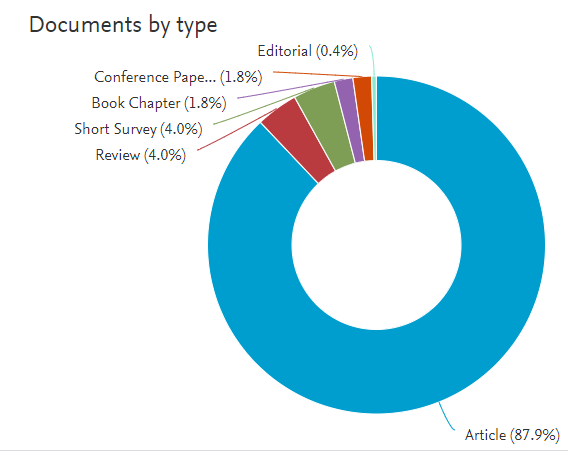 Documents by type
Editorial (0.4%)
Conference Pape... (1.8%)
Book Chapter (1.8%)
Short Survey (4.0%)
Review (4.0%)
Article (87.9%)